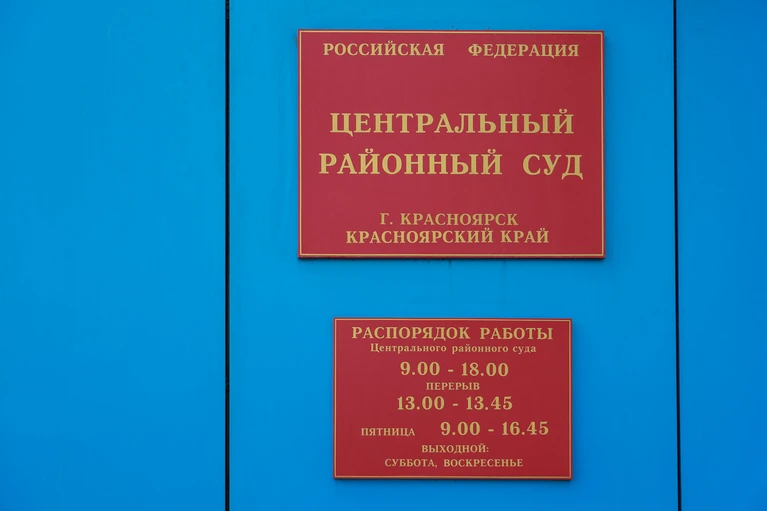 РОССИЙСКАЯ ФЕДЕРАЦИЯ
ЦЕНТРАЛЬНЫЙ
РАЙОННЫЙ СУД
Г. КРАСНОЯРСК
КРАСНОЯРСКИЙ КРАЙ
РАСПОРЯДОК РАБОТЫ
Центрального районного суда
9.00 - 18.00
ПЕРЕРЫВ
13.00 - 13.45
ПЯТНИЦА 9.00 - 16.45
ВЫХОДНОЙ:
СУББОТА, ВОСКРЕСЕНЬЕ